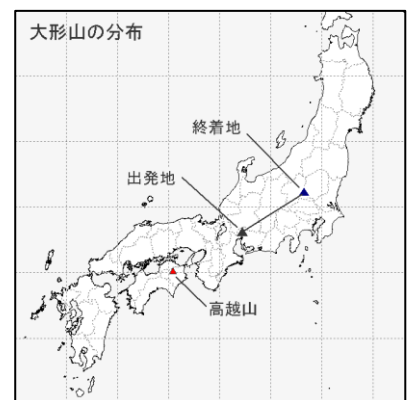 大形山の分布
終着地
出発地
高越山